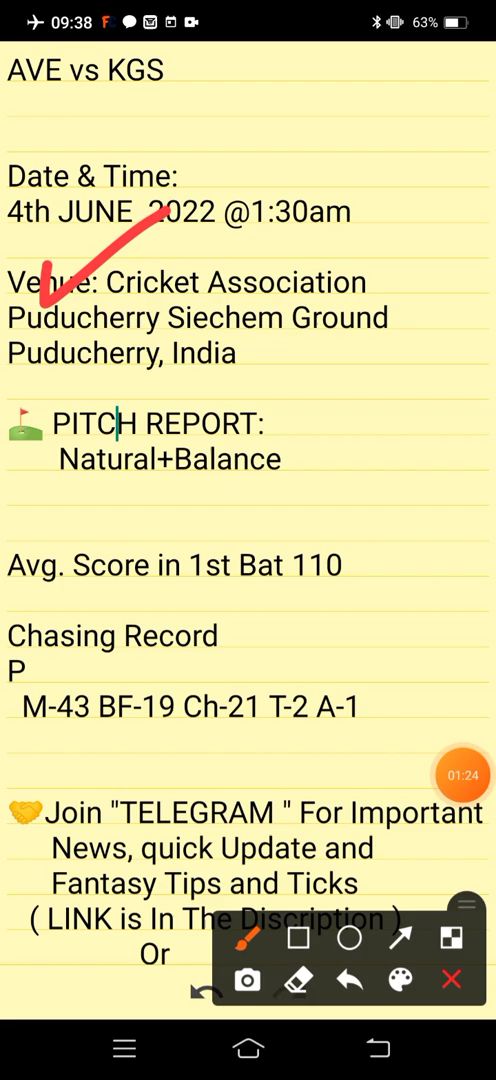 09:38
63%
AVE vs KGS
Date & Time:
4th JUNE 2022 @1:30am
Venue: Cricket Association
Puducherry Siechem Ground
Puducherry, India
⛳ PITCH REPORT:
Natural+Balance
Avg. Score in 1st Bat 110
Chasing Record
P
M-43 BF-19 Ch-21 T-2 A-1
01:24
🤝Join "TELEGRAM " For Important
News, quick Update and
Fantasy Tips and Ticks
( LINK is In The Discription )
Or